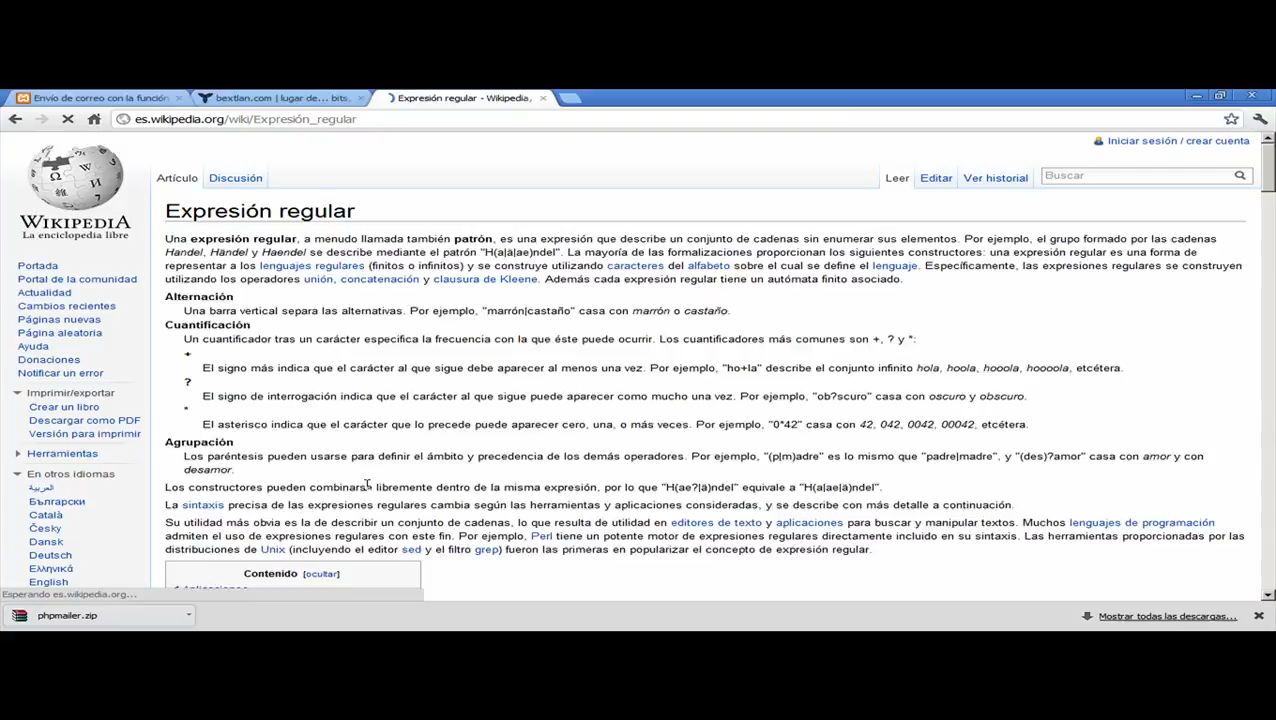 Envío de correo con la función
bextlan.com | lugar de... bits,
Expresión regular - Wikipedia,
es.wikipedia.org/wiki/Expresión_regular
Iniciar sesión / crear cuenta
Artículo
Discusión
Leer
Editar
Ver historial
Buscar
WIKIPEDIA
La enciclopedia libre
Portada
Portal de la comunidad
Actualidad
Cambios recientes
Páginas nuevas
Página aleatoria
Ayuda
Donaciones
Notificar un error
Imprimir/exportar
Crear un libro
Descargar como PDF
Versión para imprimir
Herramientas
En otros idiomas
العربية
Български
Català
Česky
Dansk
Deutsch
Ελληνικά
English
Expresión regular
Una expresión regular, a menudo llamada también patrón, es una expresión que describe un conjunto de cadenas sin enumerar sus elementos. Por ejemplo, el grupo formado por las cadenas
Handel, Händel y Haendel se describe mediante el patrón "H(a|ä|ae)ndel". La mayoría de las formalizaciones proporcionan los siguientes constructores: una expresión regular es una forma de
representar a los lenguajes regulares (finitos o infinitos) y se construye utilizando caracteres del alfabeto sobre el cual se define el lenguaje. Específicamente, las expresiones regulares se construyen
utilizando los operadores unión, concatenación y clausura de Kleene. Además cada expresión regular tiene un autómata finito asociado.
Alternación
Una barra vertical separa las alternativas. Por ejemplo, "marrón|castaño" casa con marrón o castaño.
Cuantificación
Un cuantificador tras un carácter especifica la frecuencia con la que éste puede ocurrir. Los cuantificadores más comunes son +, ? y *:
+
El signo más indica que el carácter al que sigue debe aparecer al menos una vez. Por ejemplo, "ho+la" describe el conjunto infinito hola, hoola, hooola, hoooola, etcétera.
?
El signo de interrogación indica que el carácter al que sigue puede aparecer como mucho una vez. Por ejemplo, "ob?scuro" casa con oscuro y obscuro.
*
El asterisco indica que el carácter que lo precede puede aparecer cero, una, o más veces. Por ejemplo, "0*42" casa con 42, 042, 0042, 00042, etcétera.
Agrupación
Los paréntesis pueden usarse para definir el ámbito y precedencia de los demás operadores. Por ejemplo, "(p|m)adre" es lo mismo que "padre|madre", y "(des)?amor" casa con amor y con
desamor.
Los constructores pueden combinarse libremente dentro de la misma expresión, por lo que "H(ae?|ä)ndel" equivale a "H(a|ae|ä)ndel".
La sintaxis precisa de las expresiones regulares cambia según las herramientas y aplicaciones consideradas, y se describe con más detalle a continuación.
Su utilidad más obvia es la de describir un conjunto de cadenas, lo que resulta de utilidad en editores de texto y aplicaciones para buscar y manipular textos. Muchos lenguajes de programación
admiten el uso de expresiones regulares con este fin. Por ejemplo, Perl tiene un potente motor de expresiones regulares directamente incluido en su sintaxis. Las herramientas proporcionadas por las
distribuciones de Unix (incluyendo el editor sed y el filtro grep) fueron las primeras en popularizar el concepto de expresión regular.
Contenido [ocultar]
Esperando es.wikipedia.org...
phpmailer.zip
Mostrar todas las descargas...